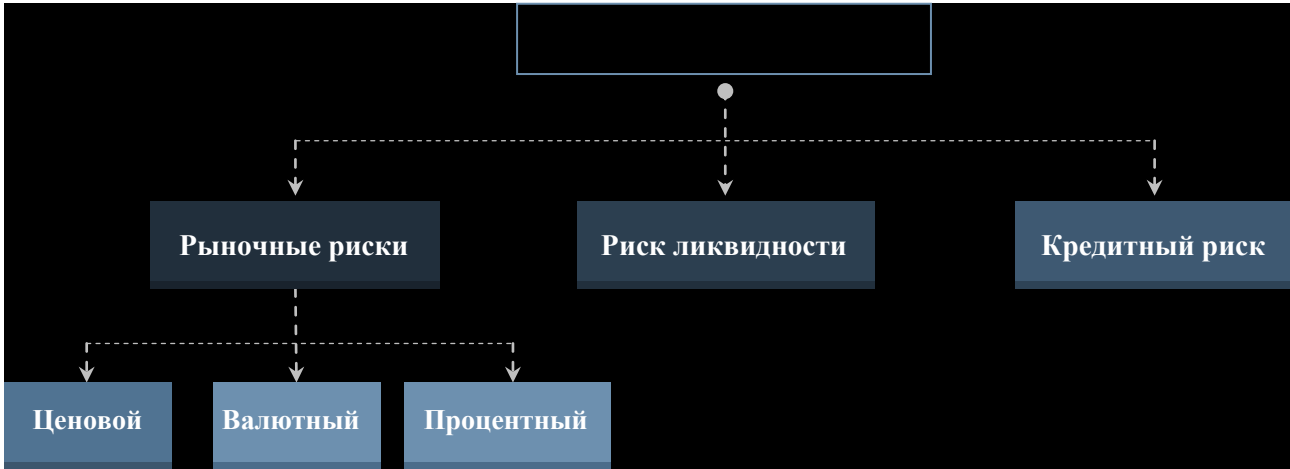 Рыночные риски
Риск ликвидности
Кредитный риск
Ценовой
Валютный
Процентный